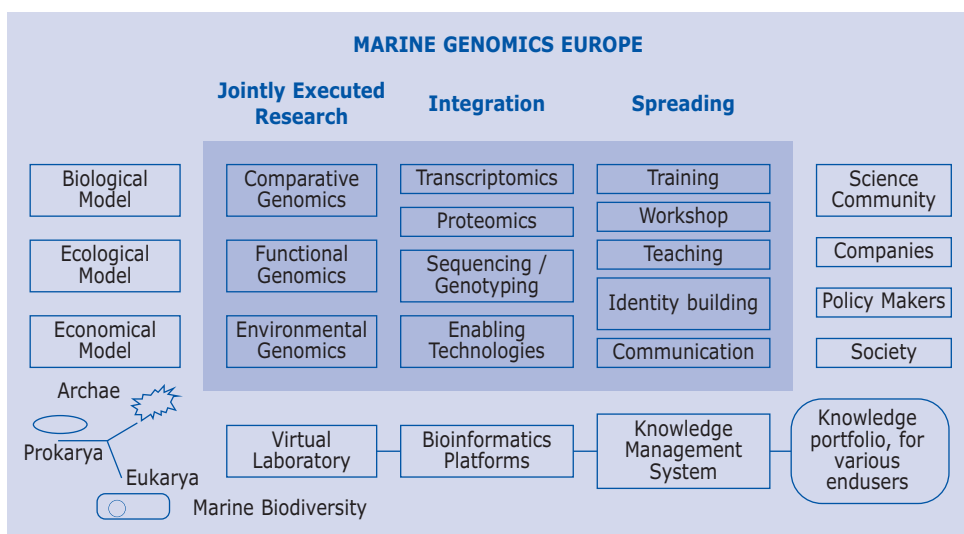 MARINE GENOMICS EUROPE
Jointly Executed
Research
Integration
Spreading
Biological
Model
Ecological
Model
Economical
Model
Comparative
Genomics
Functional
Genomics
Environmental
Genomics
Transcriptomics
Proteomics
Sequencing /
Genotyping
Enabling
Technologies
Training
Workshop
Teaching
Identity building
Communication
Science
Community
Companies
Policy Makers
Society
Archae
Prokarya
Eukarya
Marine Biodiversity
Virtual
Laboratory
Bioinformatics
Platforms
Knowledge
Management
System
Knowledge
portfolio, for
various
endusers